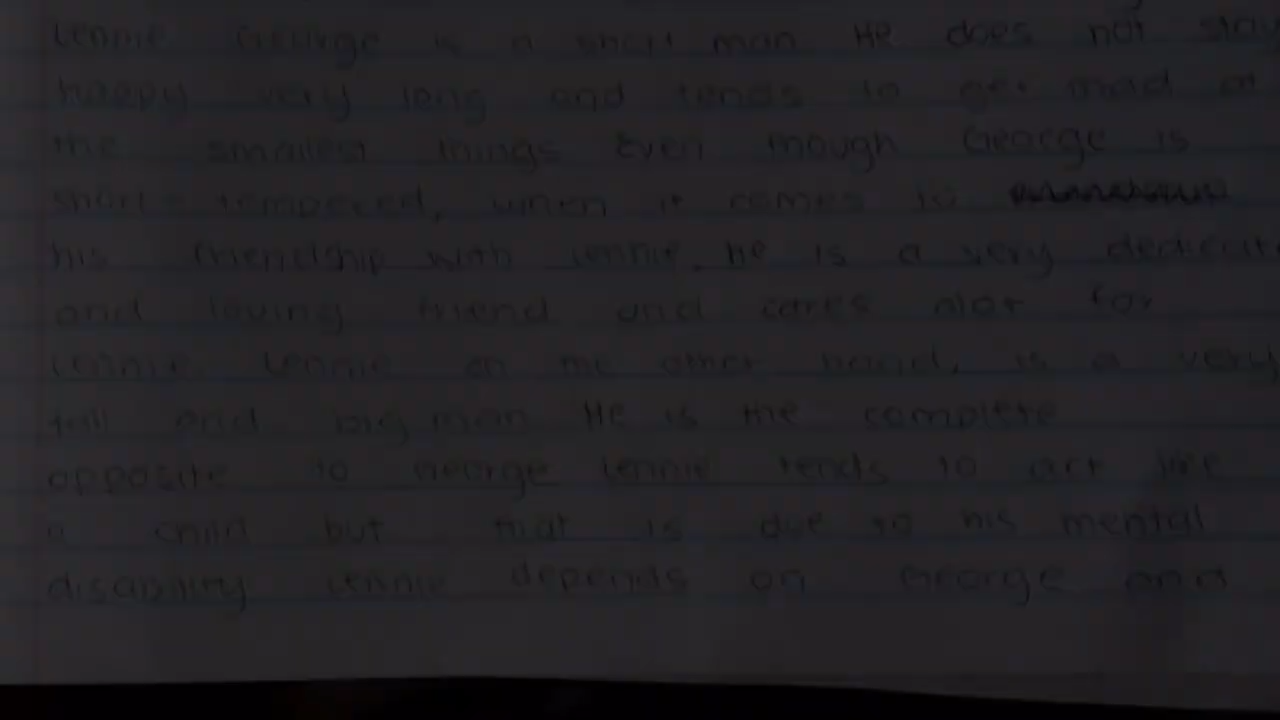 Lennie George is a short man He does not stay
happy very long and tends to get mad at
the smallest things Even though George is
short-tempered, when it comes to
his friendship with Lennie. He is a very
and loving friend and cares alot for
Lennie Lennie on the other hand, is a very
tall and big man He is the complete
opposite to George Lennie tends to act like
a child but that is due to his mental
disability Lennie depends on George and